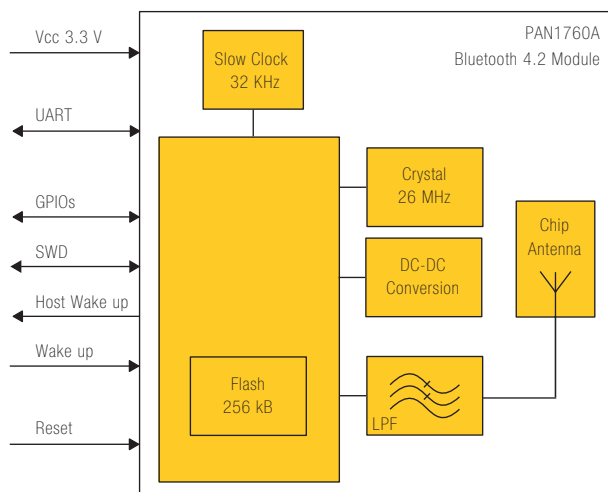 PAN1760A
Bluetooth 4.2 Module
Vcc 3.3 V
UART
GPIOs
SWD
Host Wake up
Wake up
Reset
Slow Clock
32 KHz
Crystal
26 MHz
DC-DC
Conversion
Chip
Antenna
Flash
256 kB
LPF